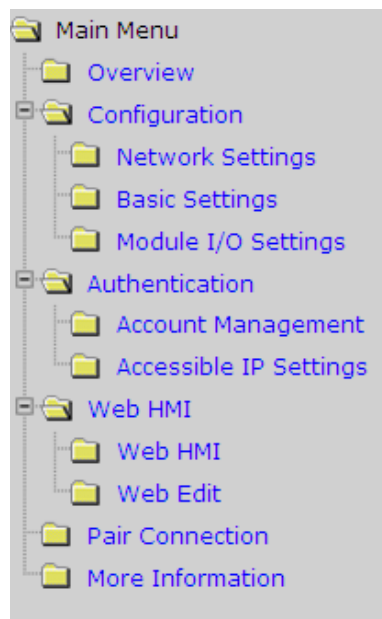 Main Menu
Overview
Configuration
Network Settings
Basic Settings
Module I/O Settings
Authentication
Account Management
Accessible IP Settings
Web HMI
Web HMI
Web Edit
Pair Connection
More Information